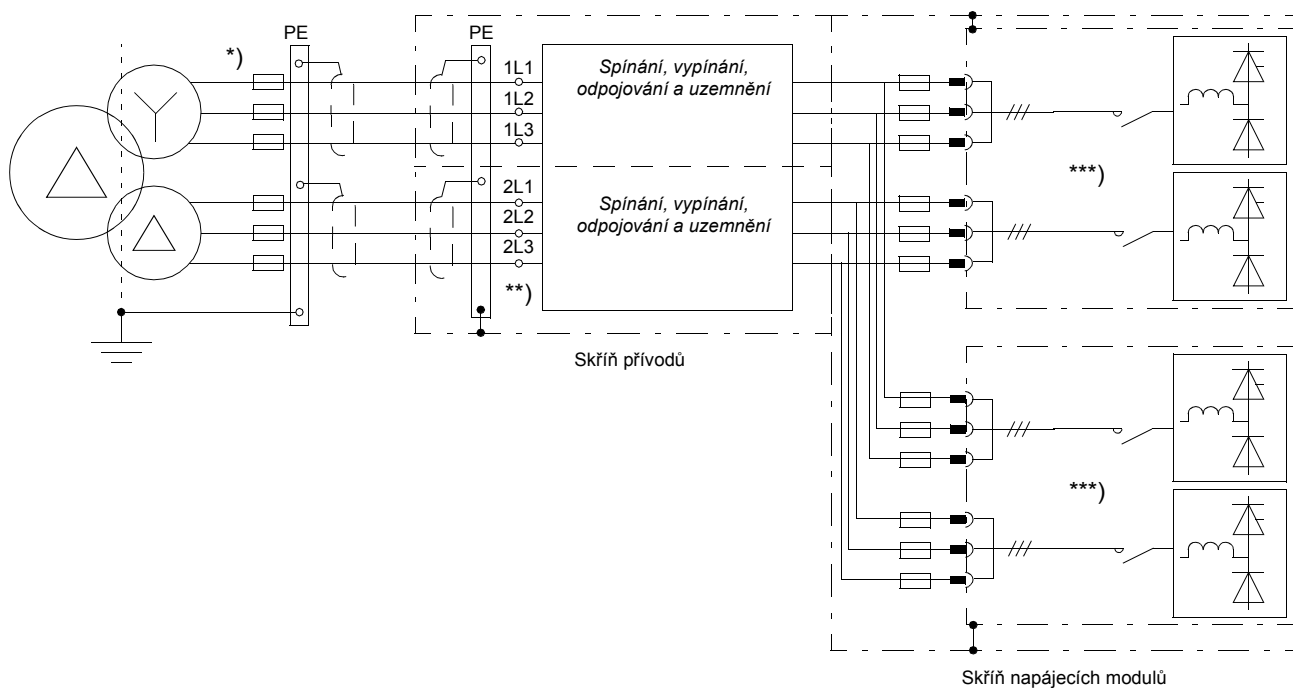 PE
PE
*)
1L1
1L2
1L3
Spínání, vypínání,
odpojování a uzemnění
***)
2L1
2L2
2L3
Spínání, vypínání,
odpojování a uzemnění
**)
Skříň přívodů
***)
Skříň napájecích modulů